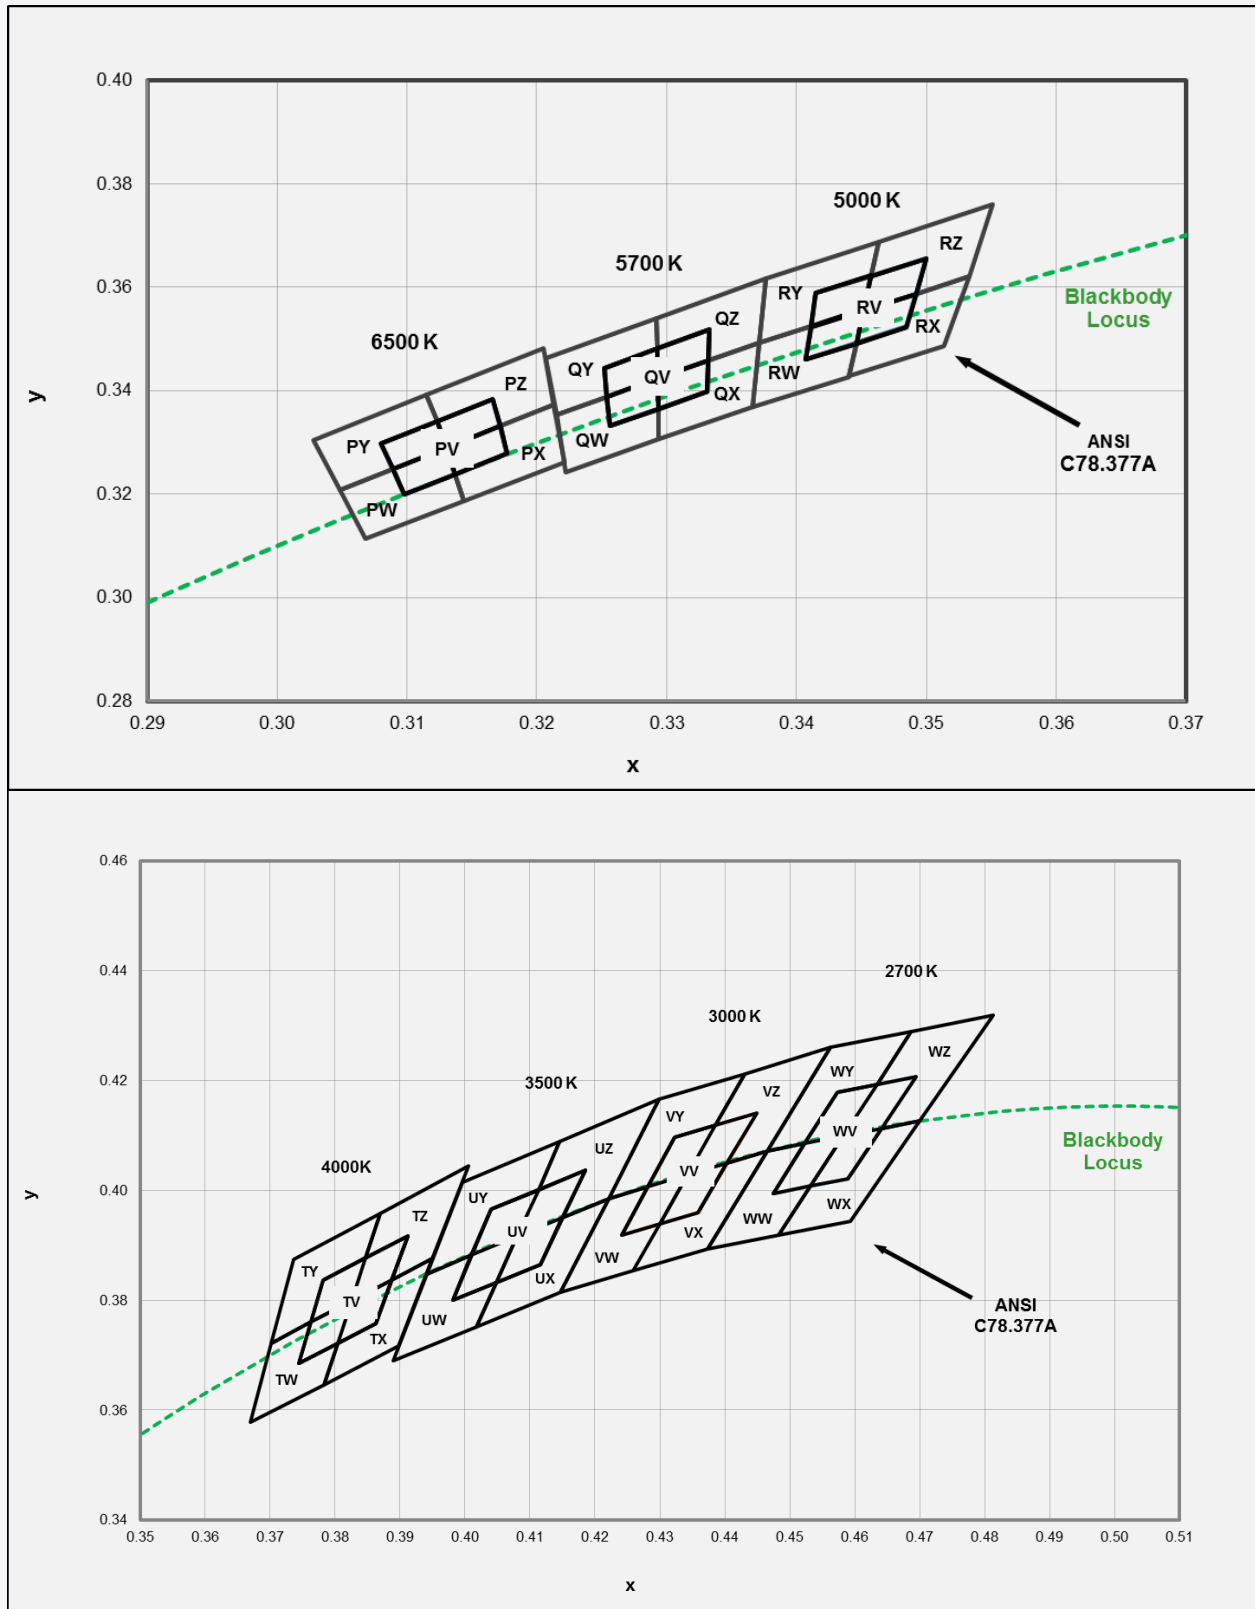 0.40
0.38
0.36
0.34
0.32
0.30
0.28
y
5000 K
5700 K
6500 K
RZ
RY
RV
RX
RW
QZ
QY
QV
QX
QW
PZ
PY
PV
PX
PW
Blackbody
Locus
ANSI
C78.377A
0.29 0.30 0.31 0.32 0.33 0.34 0.35 0.36 0.37
x
0.46
0.44
0.42
0.40
0.38
0.36
0.34
y
2700 K
3000 K
3500 K
4000K
WZ
WY
WV
WX
WW
VZ
VY
VV
VX
VW
UZ
UY
UV
UX
UW
TZ
TY
TV
TX
TW
Blackbody
Locus
ANSI
C78.377A
0.35 0.36 0.37 0.38 0.39 0.40 0.41 0.42 0.43 0.44 0.45 0.46 0.47 0.48 0.49 0.50 0.51
x